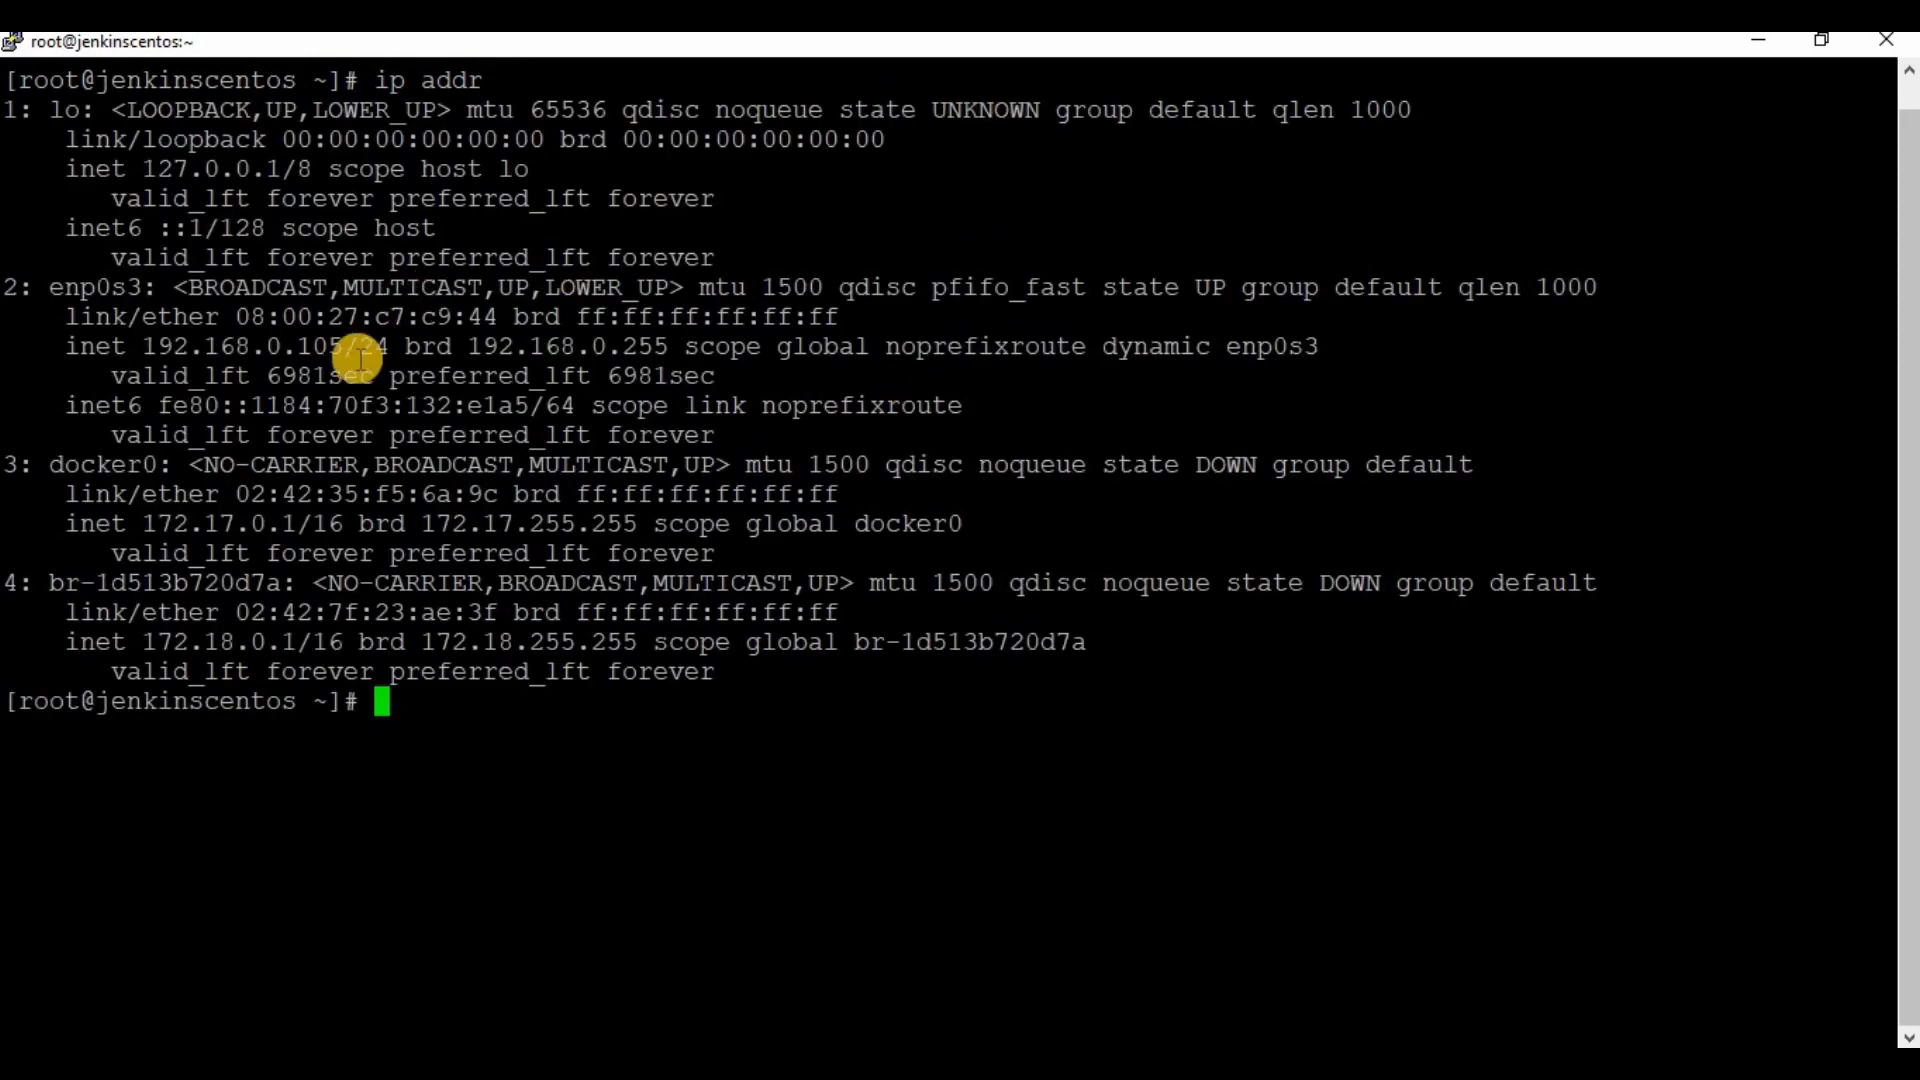 root@jenkinscentos:~
[root@jenkinscentos ~]# ip addr
1: lo: <LOOPBACK,UP,LOWER_UP> mtu 65536 qdisc noqueue state UNKNOWN group default qlen 1000
    link/loopback 00:00:00:00:00:00 brd 00:00:00:00:00:00
    inet 127.0.0.1/8 scope host lo
       valid_lft forever preferred_lft forever
    inet6 ::1/128 scope host
       valid_lft forever preferred_lft forever
2: enp0s3: <BROADCAST,MULTICAST,UP,LOWER_UP> mtu 1500 qdisc pfifo_fast state UP group default qlen 1000
    link/ether 08:00:27:c7:c9:44 brd ff:ff:ff:ff:ff:ff
    inet 192.168.0.105/24 brd 192.168.0.255 scope global noprefixroute dynamic enp0s3
       valid_lft 6981sec preferred_lft 6981sec
    inet6 fe80::1184:70f3:132:e1a5/64 scope link noprefixroute
       valid_lft forever preferred_lft forever
3: docker0: <NO-CARRIER,BROADCAST,MULTICAST,UP> mtu 1500 qdisc noqueue state DOWN group default
    link/ether 02:42:35:f5:6a:9c brd ff:ff:ff:ff:ff:ff
    inet 172.17.0.1/16 brd 172.17.255.255 scope global docker0
       valid_lft forever preferred_lft forever
4: br-1d513b720d7a: <NO-CARRIER,BROADCAST,MULTICAST,UP> mtu 1500 qdisc noqueue state DOWN group default
    link/ether 02:42:7f:23:ae:3f brd ff:ff:ff:ff:ff:ff
    inet 172.18.0.1/16 brd 172.18.255.255 scope global br-1d513b720d7a
       valid_lft forever preferred_lft forever
[root@jenkinscentos ~]#